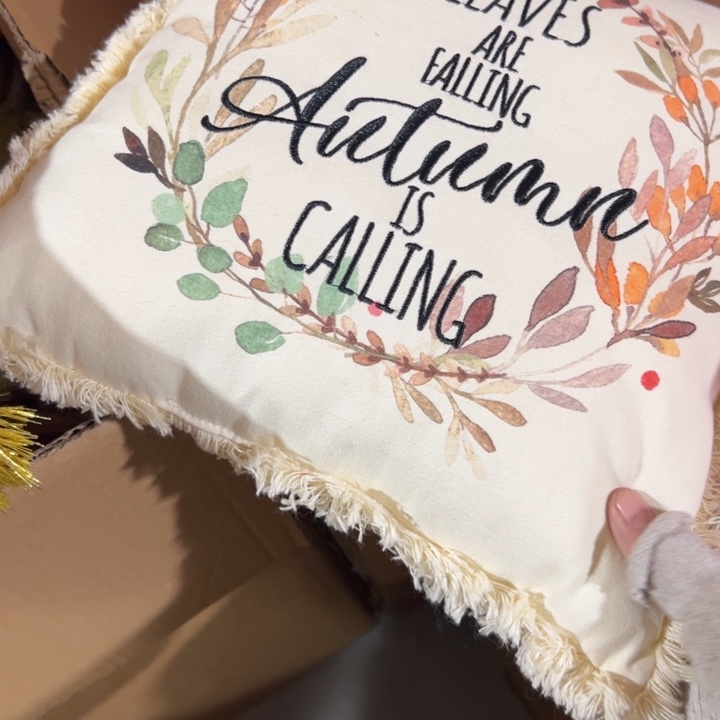 LEAVES
ARE
FALLING
Autumn
IS
CALLING